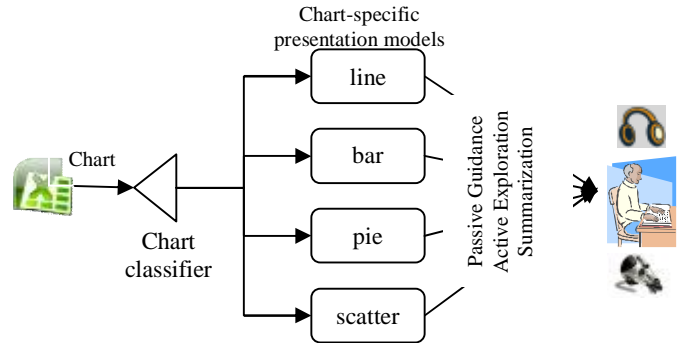 Chart-specific
presentation models
line
bar
pie
scatter
Chart
Chart
classifier
Passive Guidance
Active Exploration
Summarization